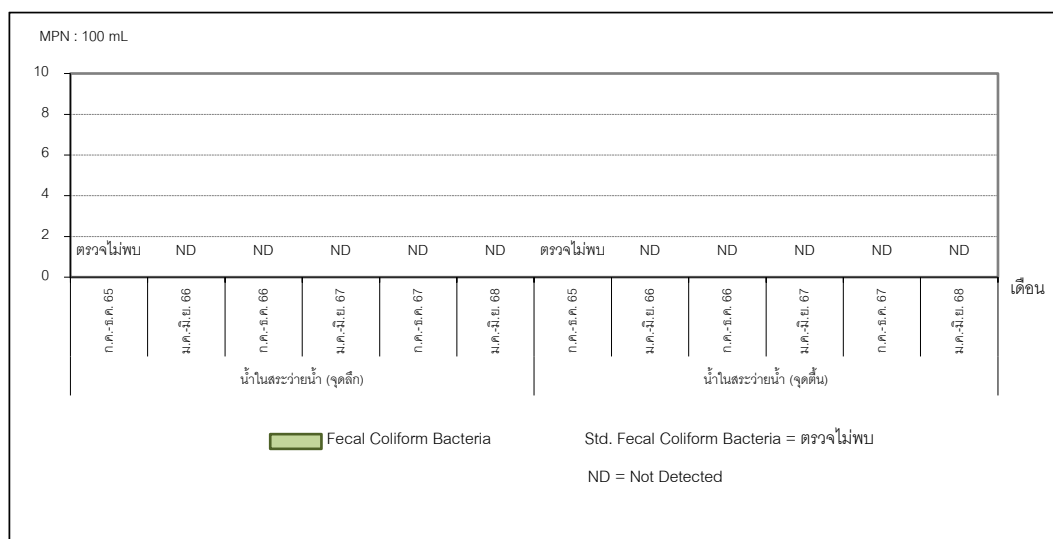 MPN : 100 mL
10
8
6
4
2
0
ตรวจไม่พบ ND ND ND ND ND ตรวจไม่พบ ND ND ND ND ND
เดือน
ก.ค.-ธ.ค. 65 ม.ค.-มิ.ย. 66 ก.ค.-ธ.ค. 66 ม.ค.-มิ.ย. 67 ก.ค.-ธ.ค. 67 ม.ค.-มิ.ย. 68 ก.ค.-ธ.ค. 65 ม.ค.-มิ.ย. 66 ก.ค.-ธ.ค. 66 ม.ค.-มิ.ย. 67 ก.ค.-ธ.ค. 67 ม.ค.-มิ.ย. 68
น้ำในสระว่ายน้ำ (จุดลึก) น้ำในสระว่ายน้ำ (จุดตื้น)
Fecal Coliform Bacteria Std. Fecal Coliform Bacteria = ตรวจไม่พบ
ND = Not Detected